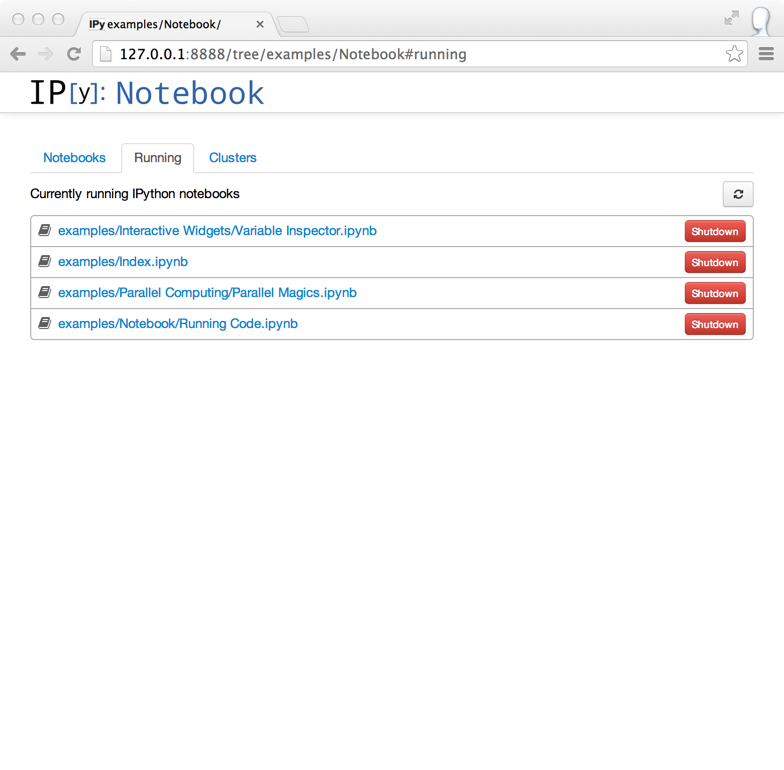 IPy examples/Notebook/
127.0.0.1:8888/tree/examples/Notebook#running
IP[y]: Notebook
Notebooks Running Clusters
Currently running IPython notebooks
examples/Interactive Widgets/Variable Inspector.ipynb Shutdown
examples/Index.ipynb Shutdown
examples/Parallel Computing/Parallel Magics.ipynb Shutdown
examples/Notebook/Running Code.ipynb Shutdown